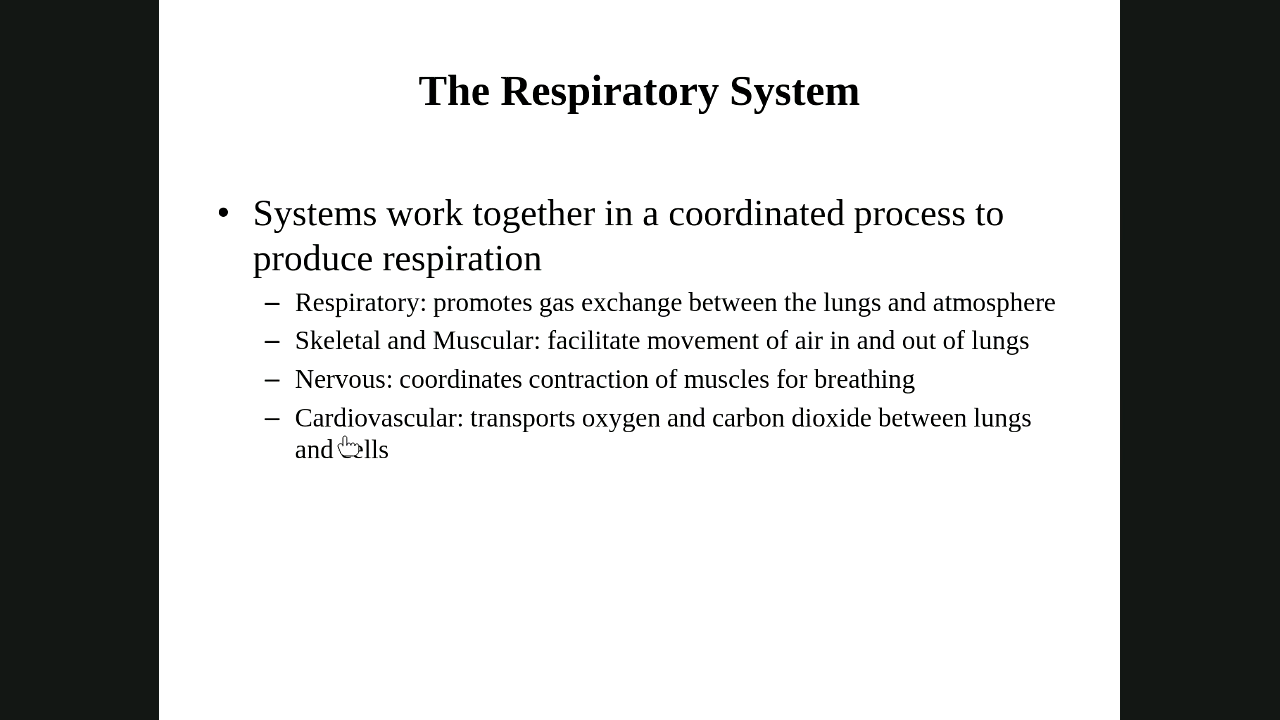 The Respiratory System
• Systems work together in a coordinated process to
produce respiration
– Respiratory: promotes gas exchange between the lungs and atmosphere
– Skeletal and Muscular: facilitate movement of air in and out of lungs
– Nervous: coordinates contraction of muscles for breathing
– Cardiovascular: transports oxygen and carbon dioxide between lungs
and cells